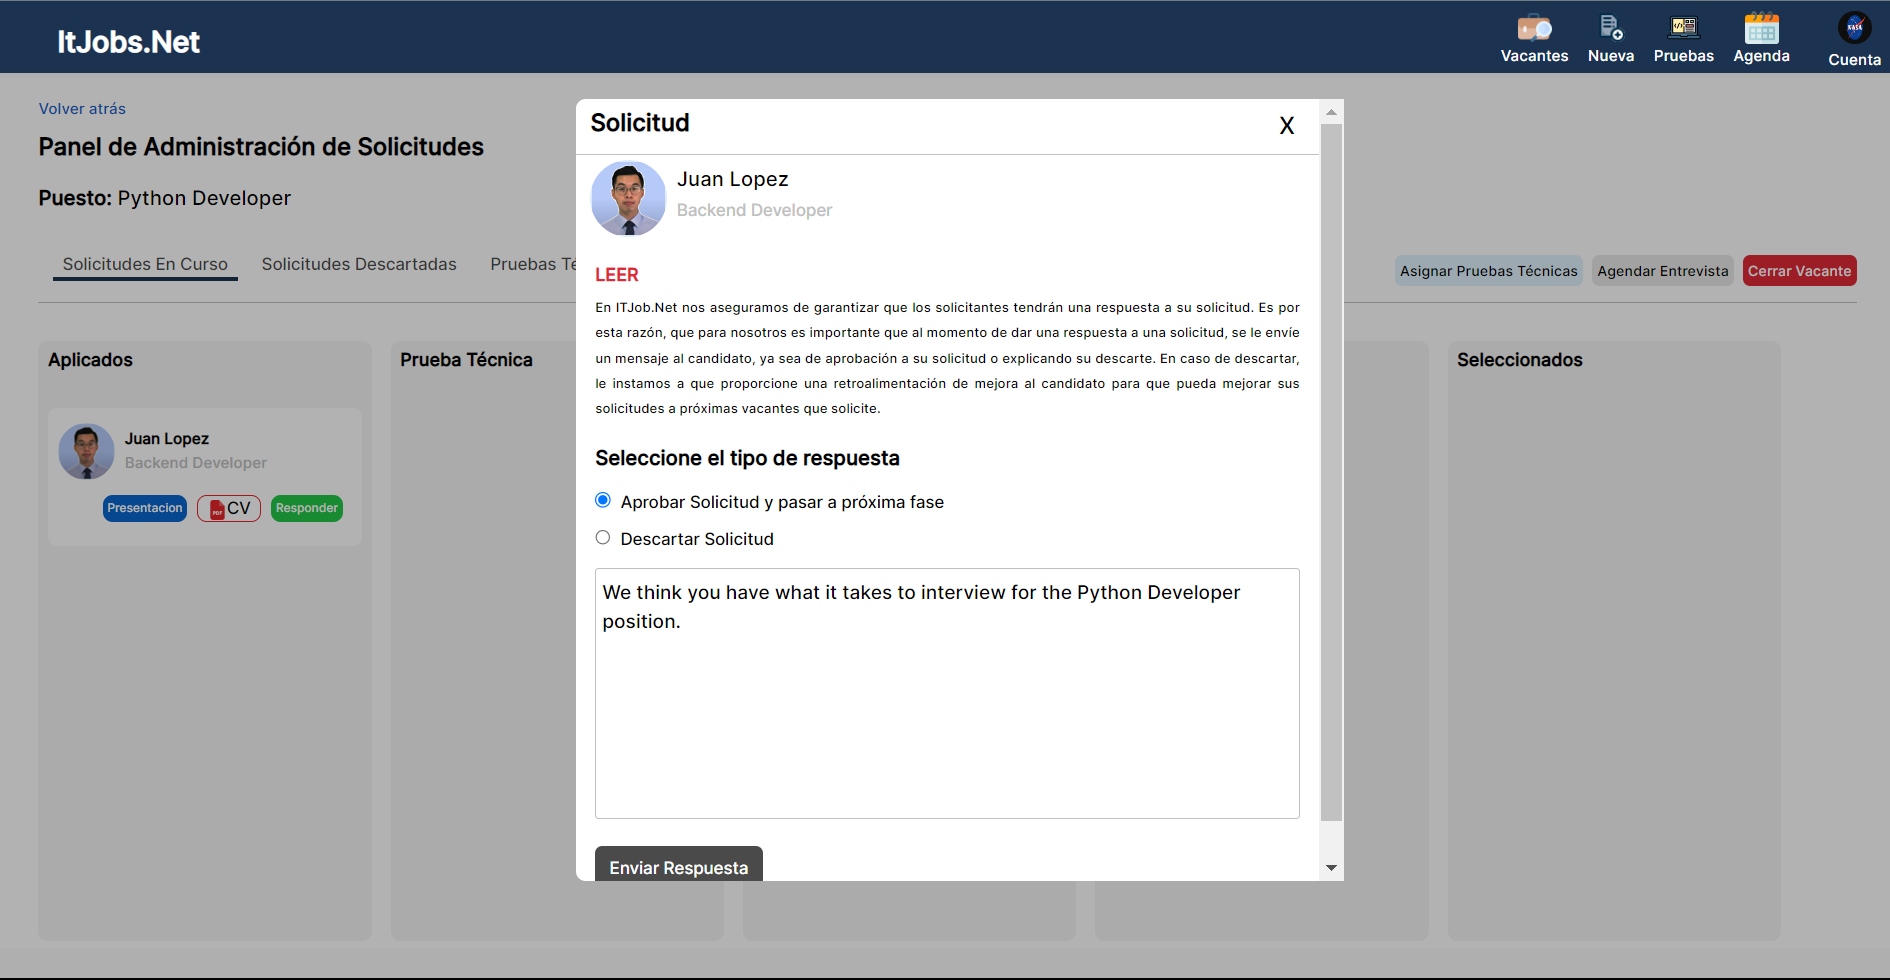 ItJobs.Net
Vacantes
Nueva
Pruebas
Agenda
Cuenta
Volver atrás
Panel de Administración de Solicitudes
Puesto: Python Developer
Solicitudes En Curso
Solicitudes Descartadas
Pruebas Té
Asignar Pruebas Técnicas
Agendar Entrevista
Cerrar Vacante
Aplicados
Prueba Técnica
Seleccionados
Juan Lopez
Backend Developer
Presentacion
CV
Responder
Solicitud
X
Juan Lopez
Backend Developer
LEER
En ITJob.Net nos aseguramos de garantizar que los solicitantes tendrán una respuesta a su solicitud. Es por
esta razón, que para nosotros es importante que al momento de dar una respuesta a una solicitud, se le envíe
un mensaje al candidato, ya sea de aprobación a su solicitud o explicando su descarte. En caso de descartar,
le instamos a que proporcione una retroalimentación de mejora al candidato para que pueda mejorar sus
solicitudes a próximas vacantes que solicite.
Seleccione el tipo de respuesta
Aprobar Solicitud y pasar a próxima fase
Descartar Solicitud
We think you have what it takes to interview for the Python Developer
position.
Enviar Respuesta